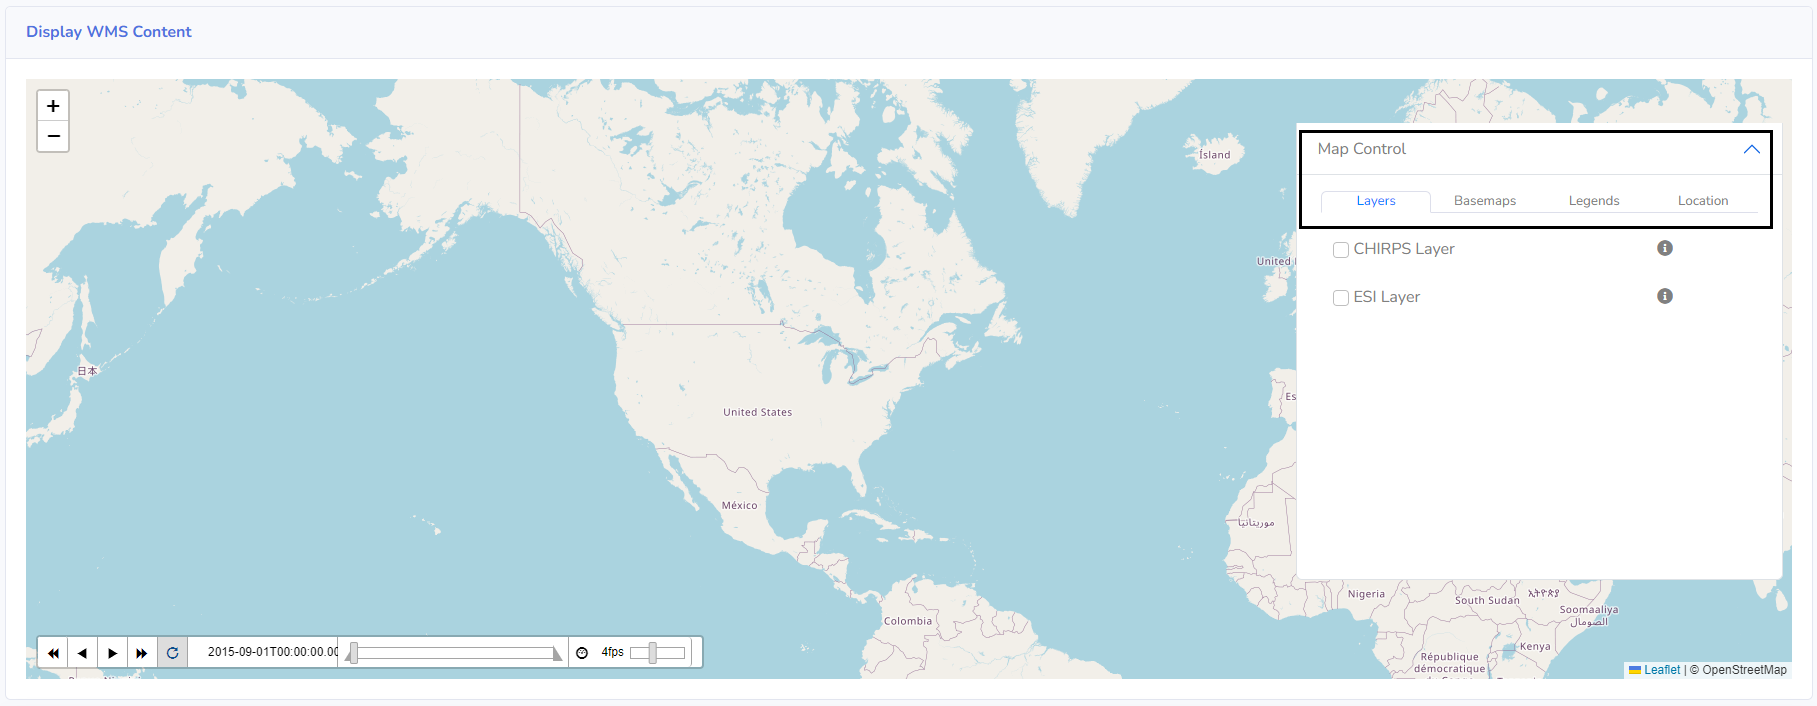 Display WMS Content
+
−
Ísland
Map Control
Layers Basemaps Legends Location
CHIRPS Layer
ESI Layer
United
日本
Es
United States
México
موريتانيا
Nigeria
South Sudan
ኢትዮጵያ
Soomaaliya
الصومال
Colombia
Kenya
République
démocratique
2015-09-01T00:00:00.00
4fps
Leaflet | © OpenStreetMap